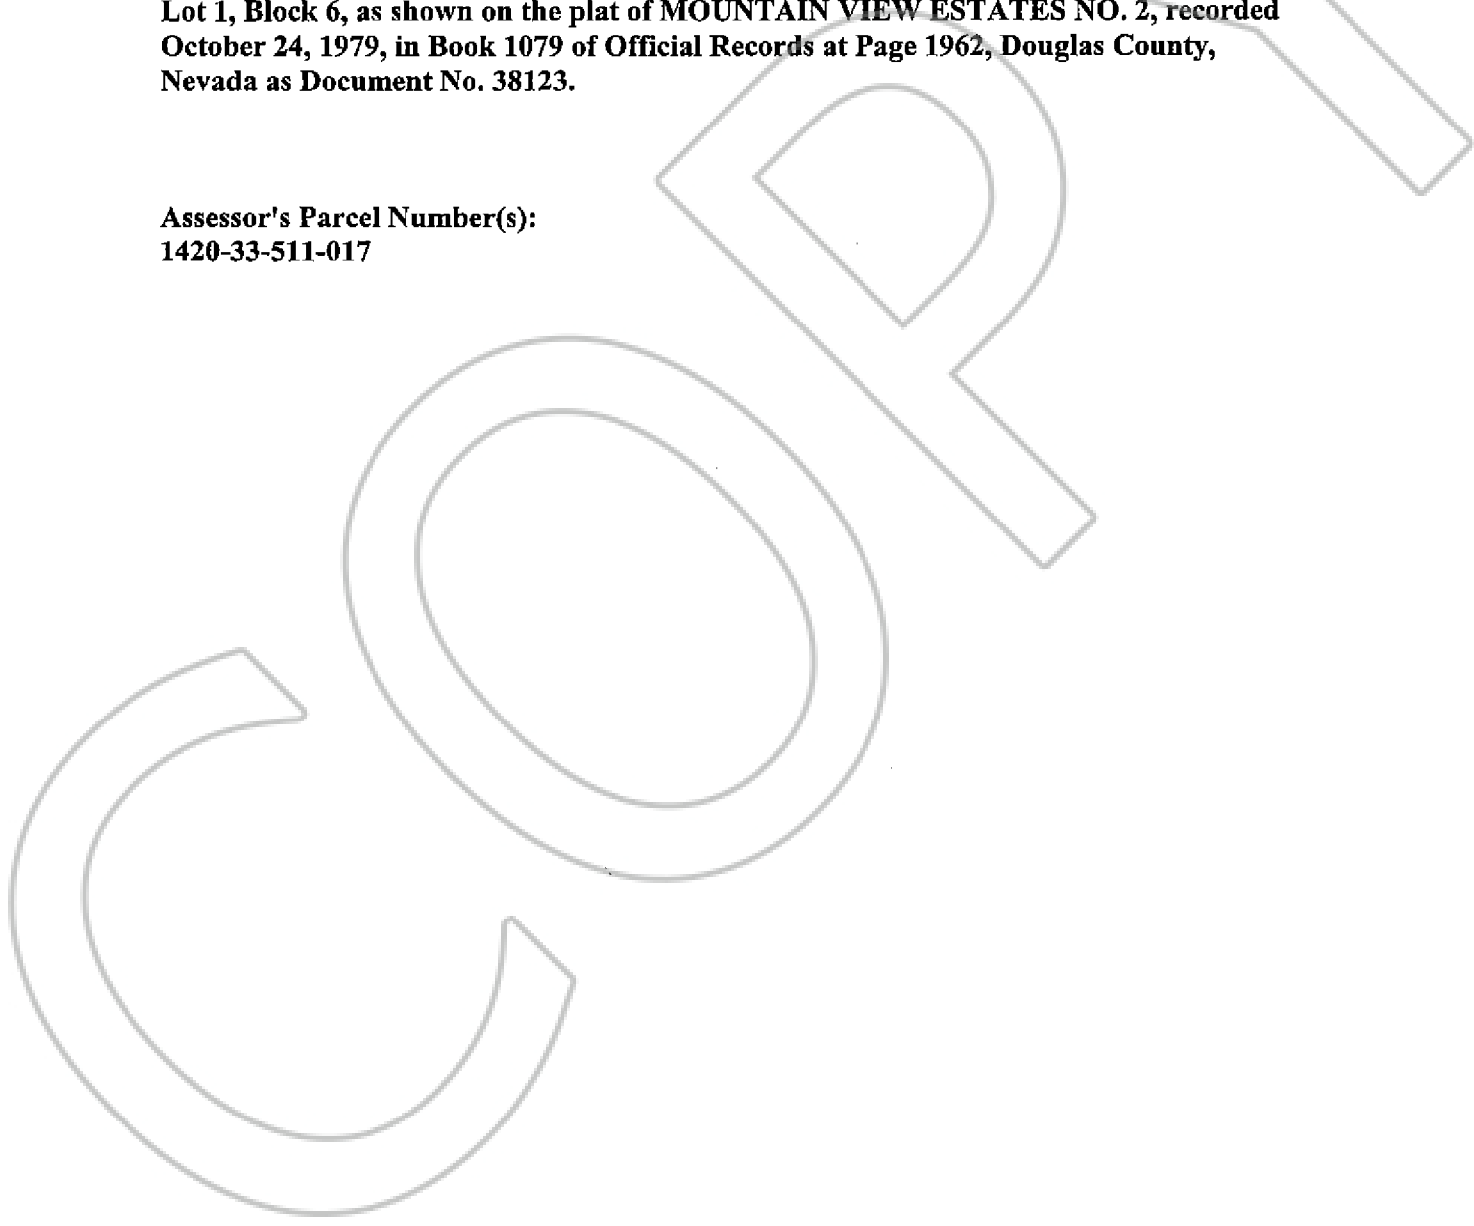 Lot 1, Block 6, as shown on the plat of MOUNTAIN VIEW ESTATES NO. 2, recorded
October 24, 1979, in Book 1079 of Official Records at Page 1962, Douglas County,
Nevada as Document No. 38123.
Assessor's Parcel Number(s):
1420-33-511-017
COPY